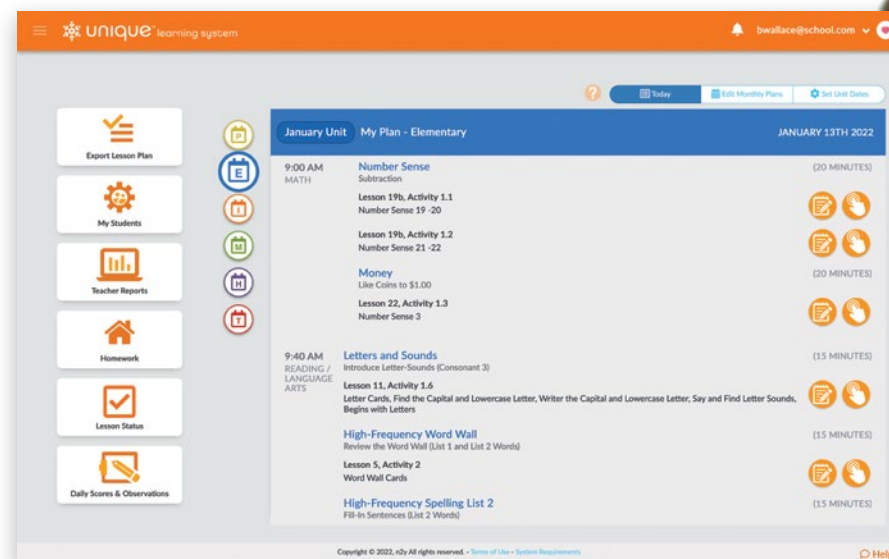 unique learning system
bwallace@school.com
Today
Edit Monthly Plans
Set Unit Dates
Export Lesson Plan
My Students
Teacher Reports
Homework
Lesson Status
Daily Scores & Observations
P
E
I
M
H
T
January Unit My Plan - Elementary JANUARY 13TH 2022
9:00 AM Number Sense (20 MINUTES)
MATH Subtraction
Lesson 19b, Activity 1.1
Number Sense 19 -20
Lesson 19b, Activity 1.2
Number Sense 21 -22
Money (20 MINUTES)
Like Coins to $1.00
Lesson 22, Activity 1.3
Number Sense 3
9:40 AM Letters and Sounds (15 MINUTES)
READING / Introduce Letter-Sounds (Consonant 3)
LANGUAGE
ARTS
Lesson 11, Activity 1.6
Letter Cards, Find the Capital and Lowercase Letter, Writer the Capital and Lowercase Letter, Say and Find Letter Sounds,
Begins with Letters
High-Frequency Word Wall (15 MINUTES)
Review the Word Wall (List 1 and List 2 Words)
Lesson 5, Activity 2
Word Wall Cards
High-Frequency Spelling List 2 (15 MINUTES)
Fill-In Sentences (List 2 Words)
Copyright © 2022, n2y All rights reserved. - Terms of Use - System Requirements
Help